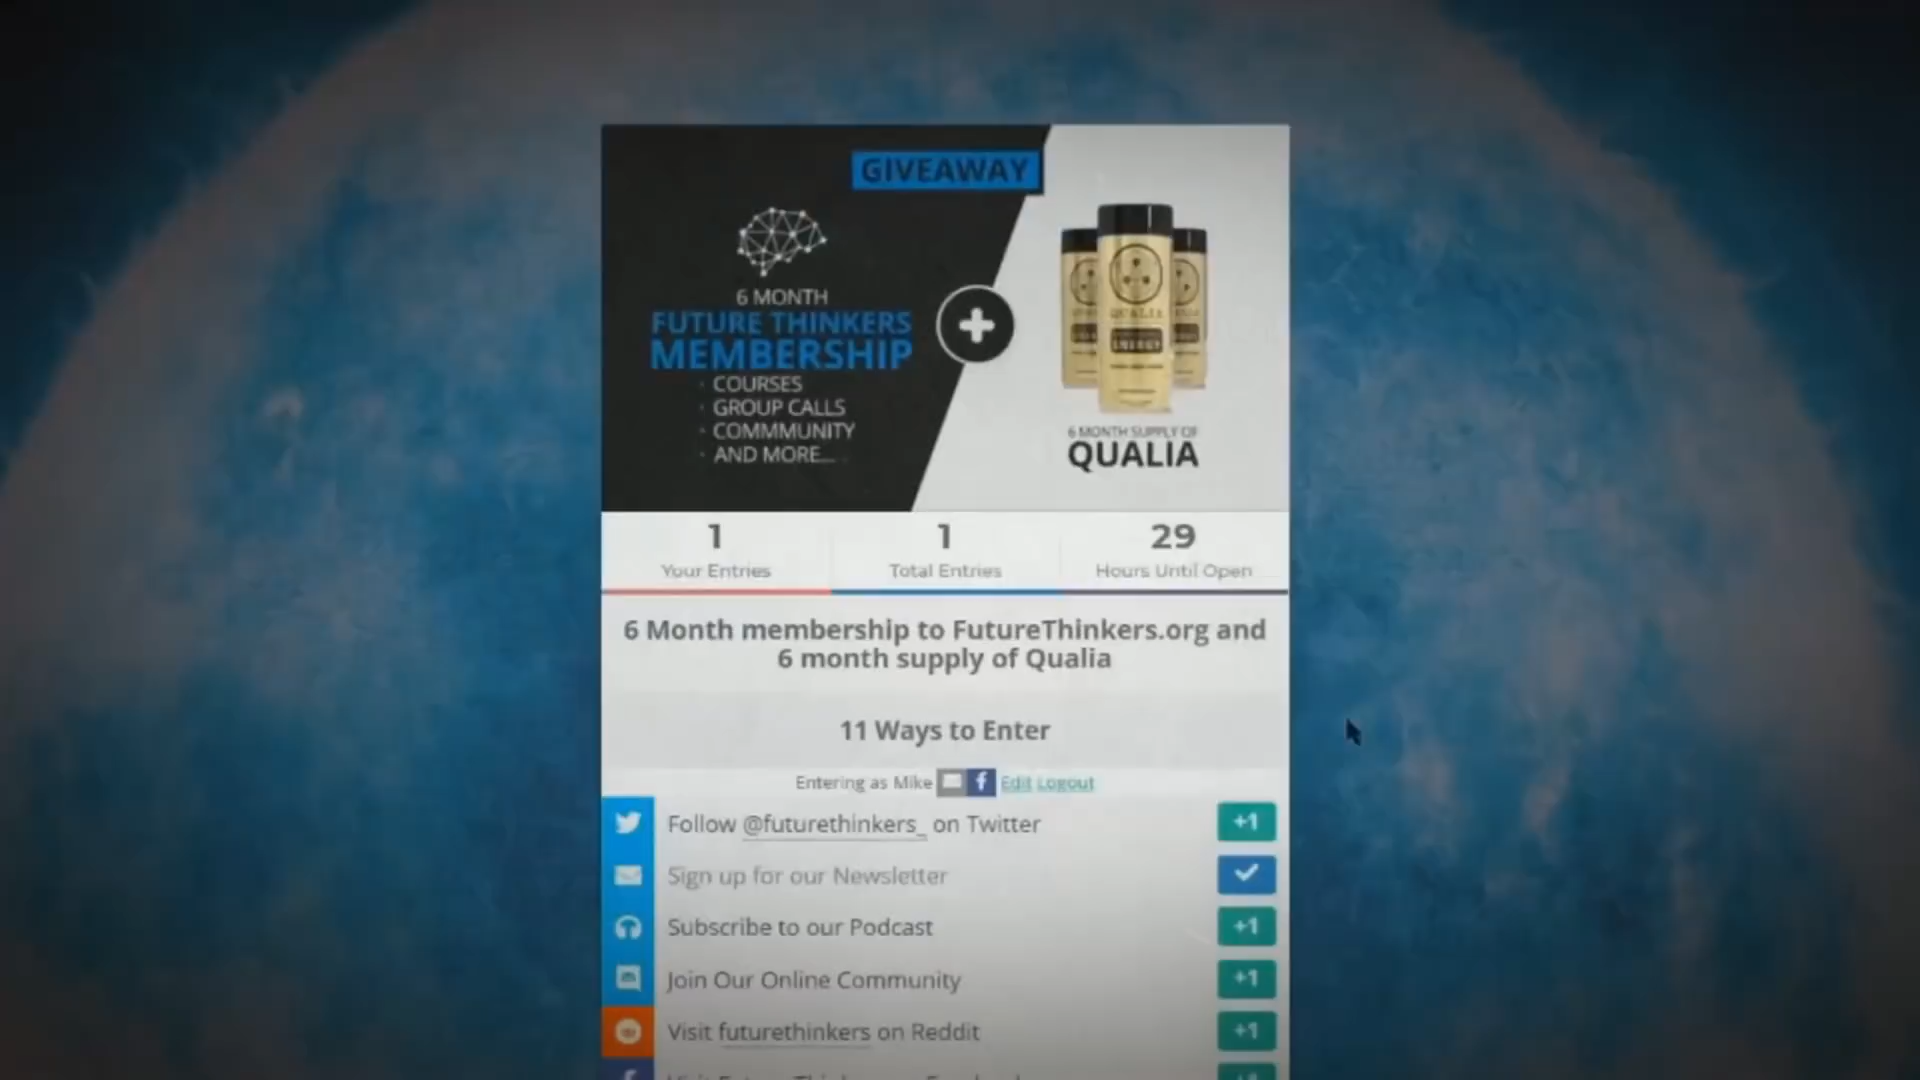 GIVEAWAY
6 MONTH
FUTURE THINKERS
MEMBERSHIP
· COURSES
· GROUP CALLS
· COMMMUNITY
· AND MORE...
QUALIA
ENERGY
6 MONTH SUPPLY OF
QUALIA
1
Your Entries
1
Total Entries
29
Hours Until Open
6 Month membership to FutureThinkers.org and
6 month supply of Qualia
11 Ways to Enter
Entering as Mike Edit Logout
Follow @futurethinkers_ on Twitter +1
Sign up for our Newsletter
Subscribe to our Podcast +1
Join Our Online Community +1
Visit futurethinkers on Reddit +1